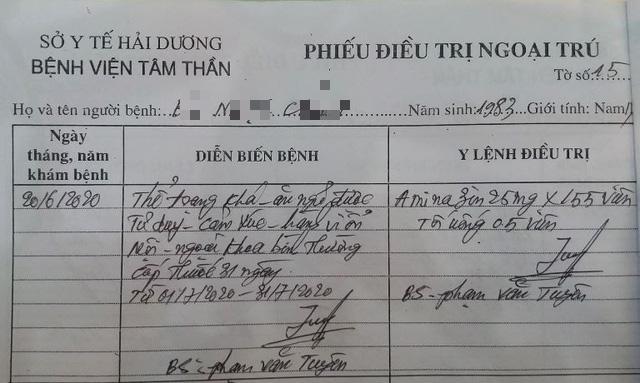 SỞ Y TẾ HẢI DƯƠNG
BỆNH VIỆN TÂM THẦN
PHIẾU ĐIỀU TRỊ NGOẠI TRÚ
Tờ số: 15
Họ và tên người bệnh: Năm sinh: 1983 Giới tính: Nam/
Ngày tháng, năm khám bệnh
DIỄN BIẾN BỆNH
Y LỆNH ĐIỀU TRỊ
20/6/2020
Thể trạng khá - ăn ngủ được
Tư duy - cảm xúc - hành vi ổn
Nội - ngoại khoa bình thường
Cấp thuốc 31 ngày
Từ 01/7/2020 - 31/7/2020
BS - phạm văn Tuyền
Aminazin 25mg x 155 viên
Tối uống 05 viên
BS - phạm văn Tuyền